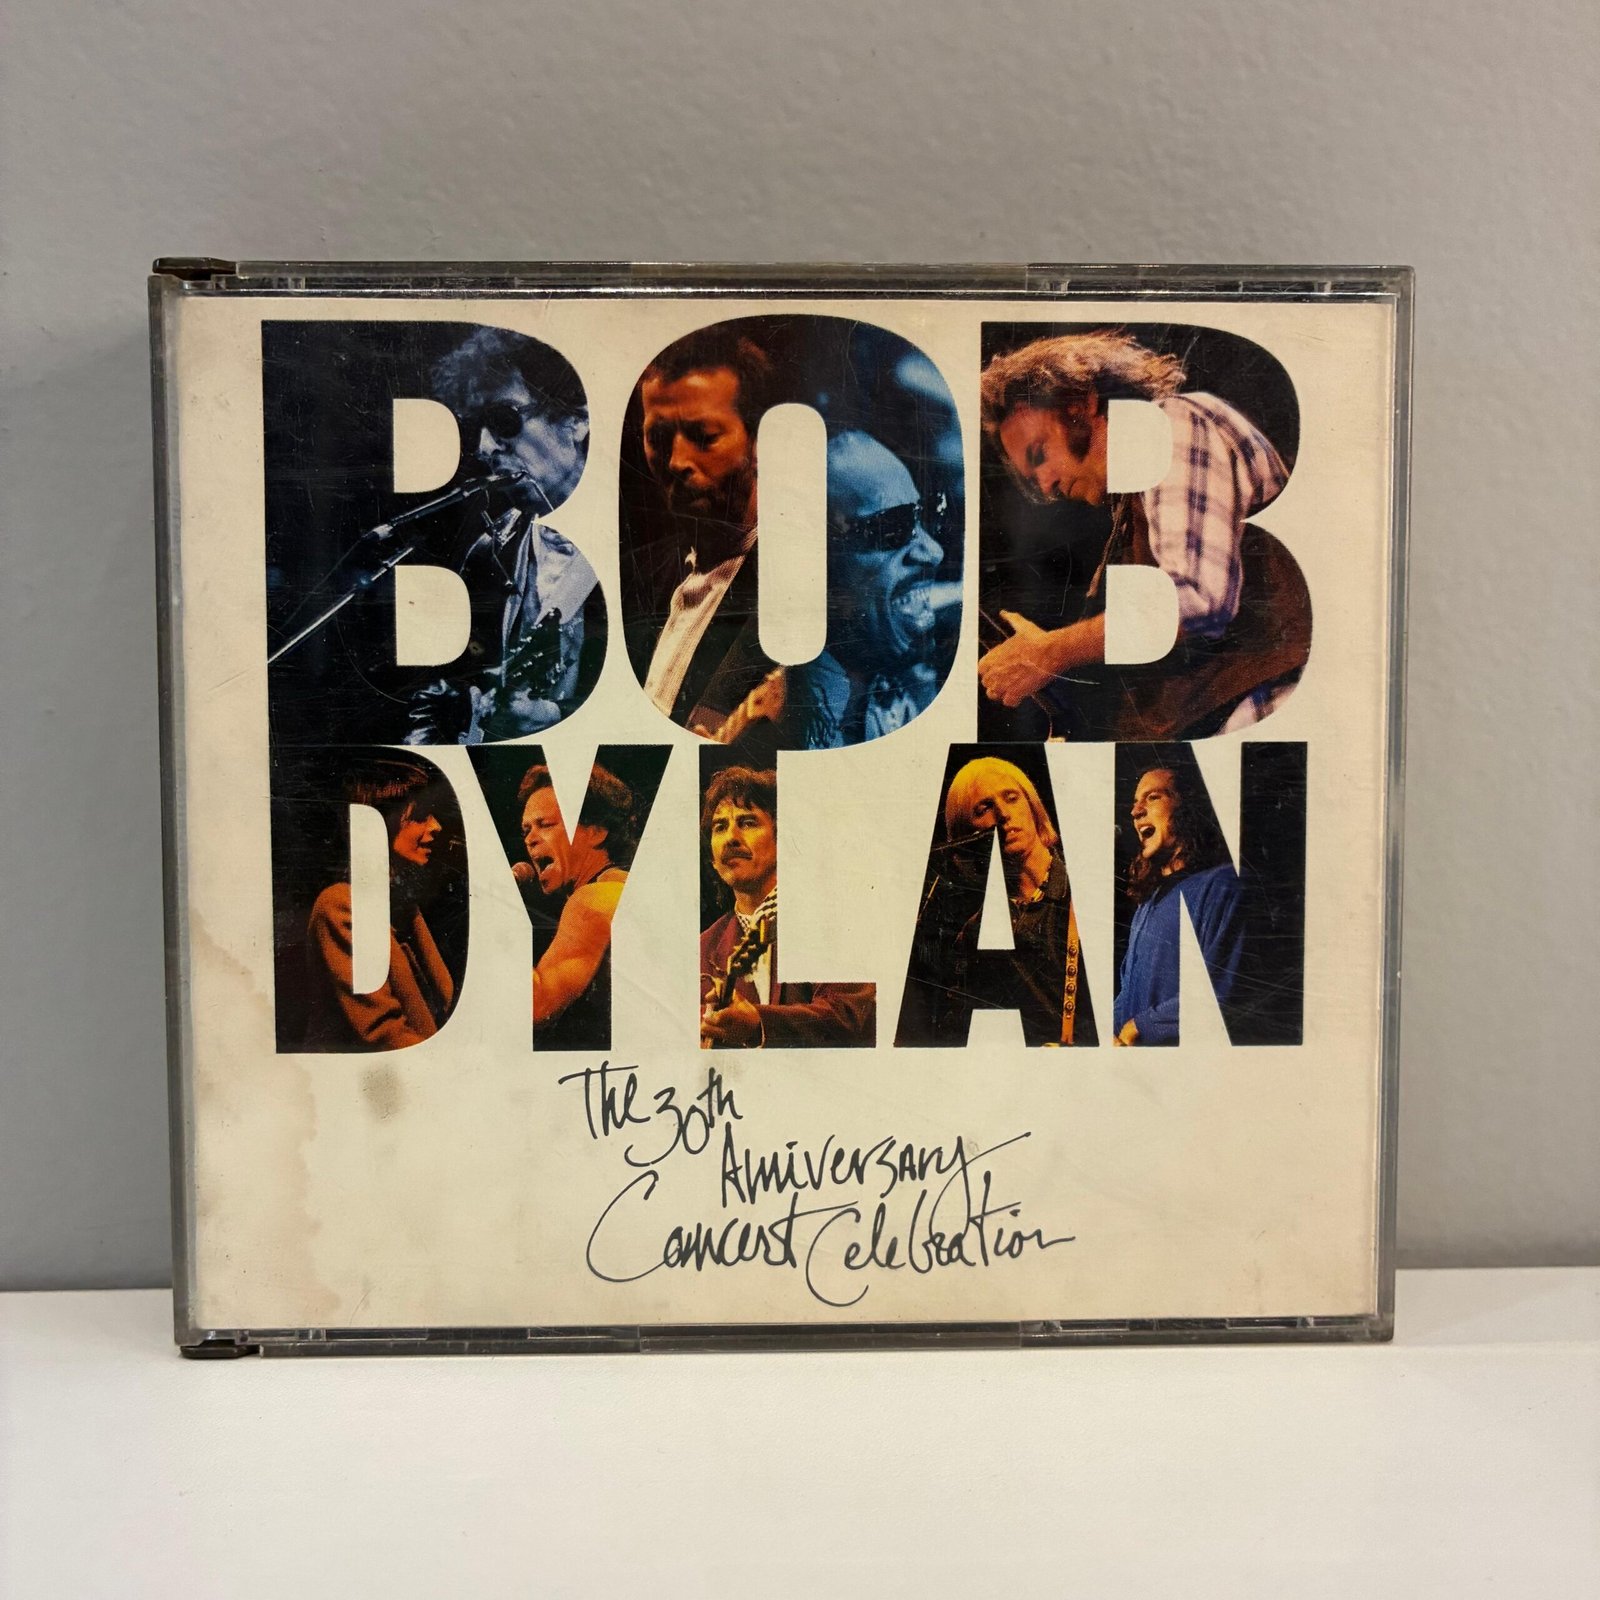 BOB
DYLAN
The 30th
Anniversary
Concert Celebration